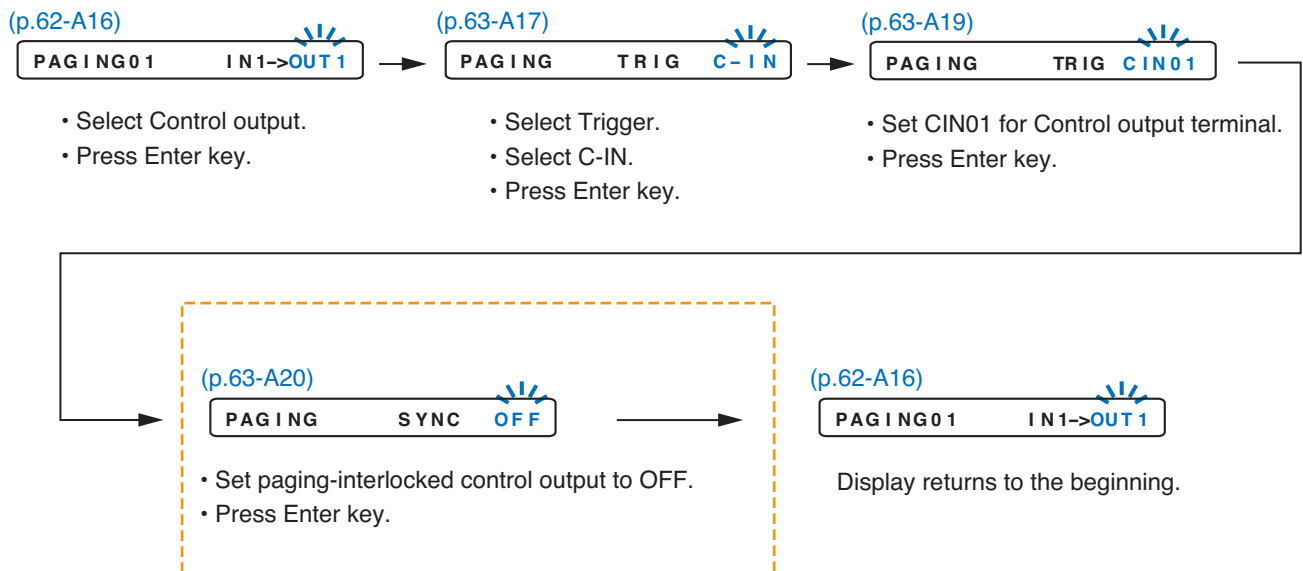 (p.62-A16)
PAGING01 IN1->OUT1
• Select Control output.
• Press Enter key.
(p.63-A17)
PAGING TRIG C-IN
• Select Trigger.
• Select C-IN.
• Press Enter key.
(p.63-A19)
PAGING TRIG CIN01
• Set CIN01 for Control output terminal.
• Press Enter key.
(p.63-A20)
PAGING SYNC OFF
• Set paging-interlocked control output to OFF.
• Press Enter key.
(p.62-A16)
PAGING01 IN1->OUT1
Display returns to the beginning.